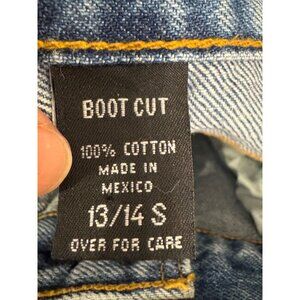 BOOT CUT
100% COTTON
MADE IN
MEXICO
13/14 S
OVER FOR CARE